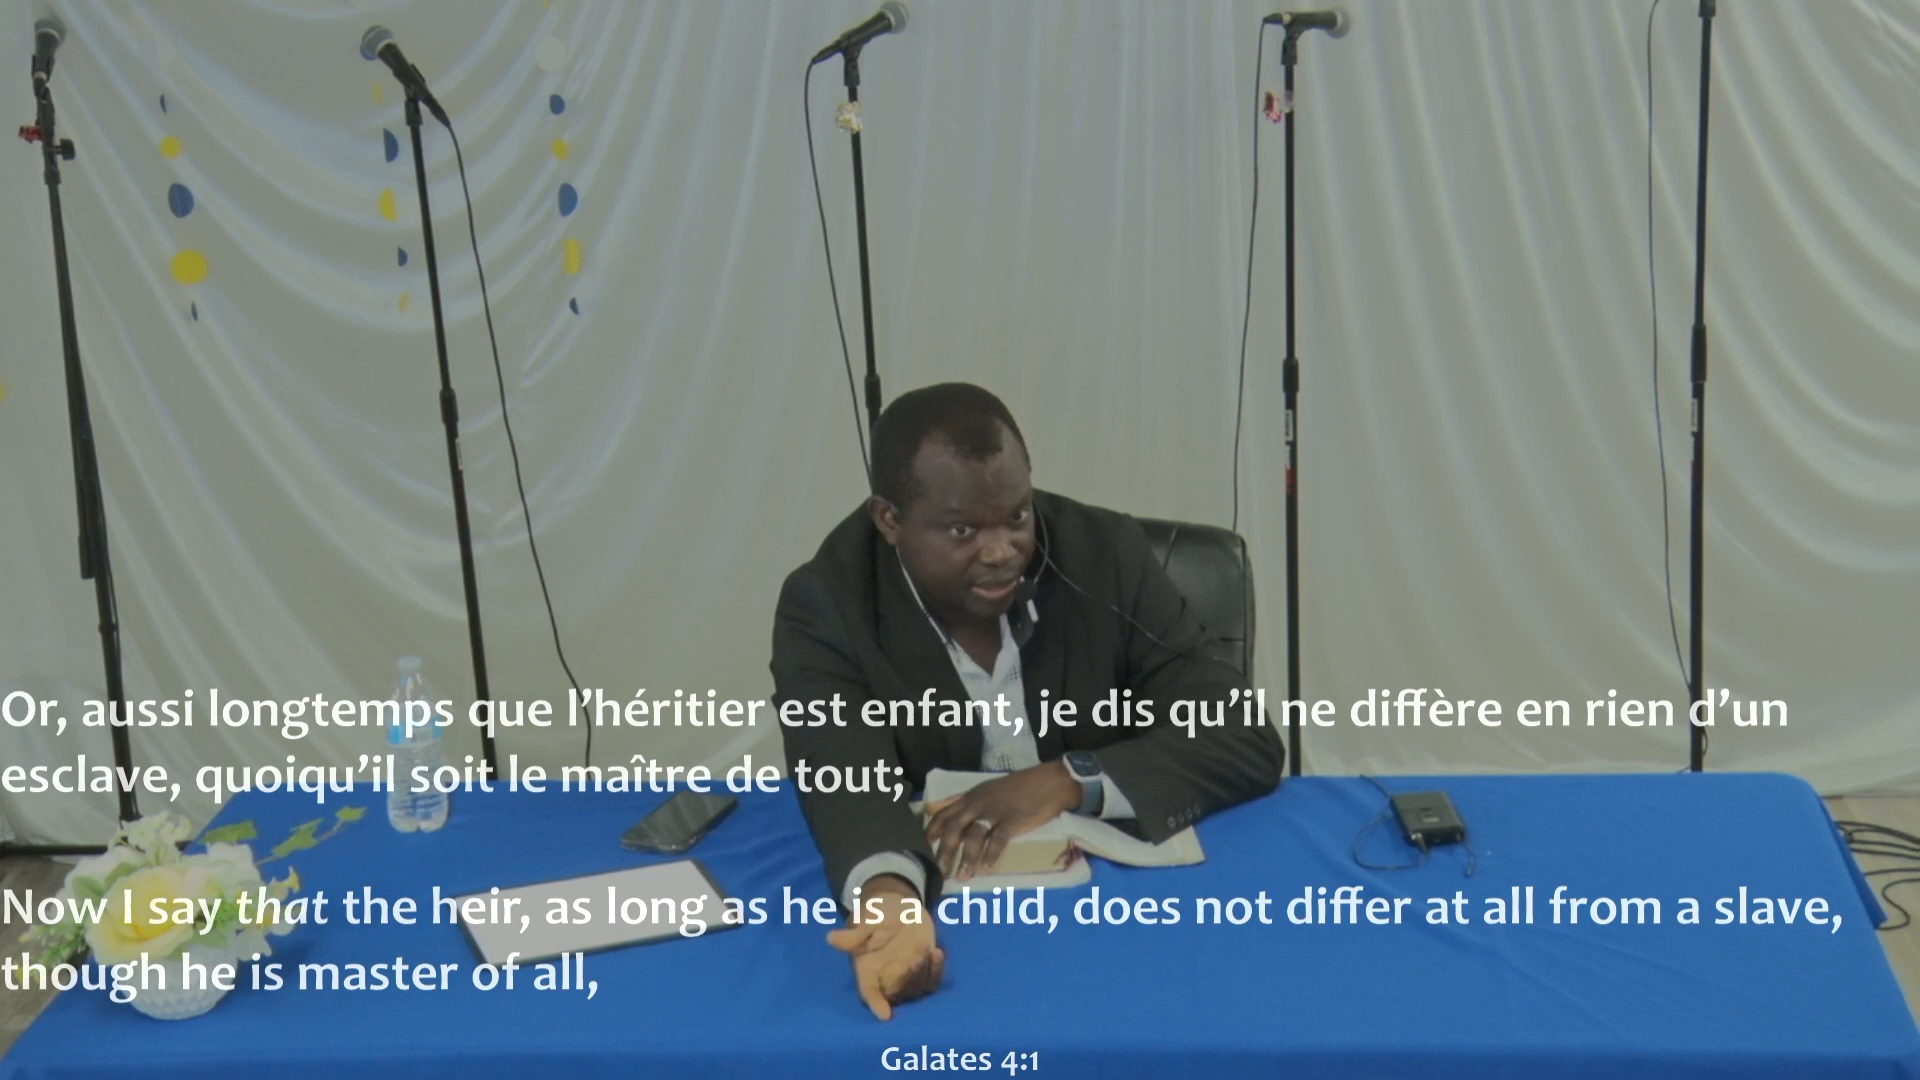 Or, aussi longtemps que l’héritier est enfant, je dis qu’il ne diffère en rien d’un
esclave, quoiqu’il soit le maître de tout;
Now I say that the heir, as long as he is a child, does not differ at all from a slave,
though he is master of all,
Galates 4:1